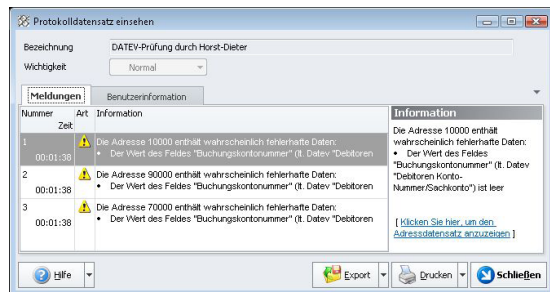 Protokolldatensatz einsehen
Bezeichnung
DATEV-Prüfung durch Horst-Dieter
Wichtigkeit
Normal
Meldungen
Benutzerinformation
Nummer Art Information
Zeit
1 Die Adresse 10000 enthält wahrscheinlich fehlerhafte Daten:
00:01:38 • Der Wert des Feldes "Buchungskontonummer" (lt. Datev "Debitoren
2 Die Adresse 90000 enthält wahrscheinlich fehlerhafte Daten:
00:01:38 • Der Wert des Feldes "Buchungskontonummer" (lt. Datev "Debitoren
3 Die Adresse 70000 enthält wahrscheinlich fehlerhafte Daten:
00:01:38 • Der Wert des Feldes "Buchungskontonummer" (lt. Datev "Debitoren
Information
Die Adresse 10000 enthält
wahrscheinlich fehlerhafte Daten:
• Der Wert des Feldes
"Buchungskontonummer" (lt. Datev
"Debitoren Konto-
Nummer/Sachkonto") ist leer
[ Klicken Sie hier, um den
Adressdatensatz anzuzeigen ]
Hilfe
Export
Drucken
Schließen